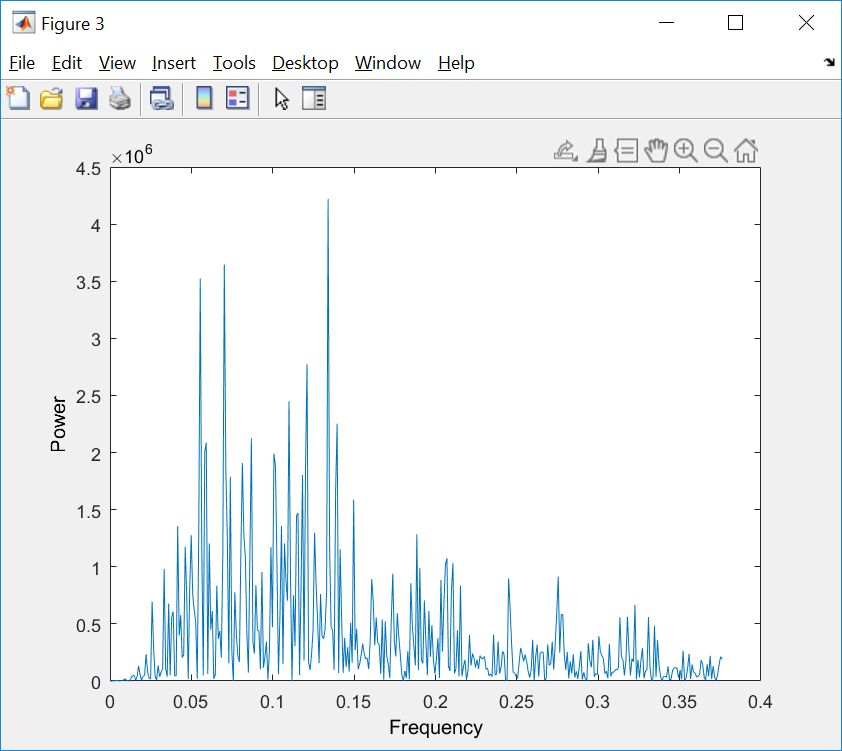 Figure 3
File Edit View Insert Tools Desktop Window Help
×10⁶
4.5
4
3.5
3
2.5
2
1.5
1
0.5
0
Power
0 0.05 0.1 0.15 0.2 0.25 0.3 0.35 0.4
Frequency